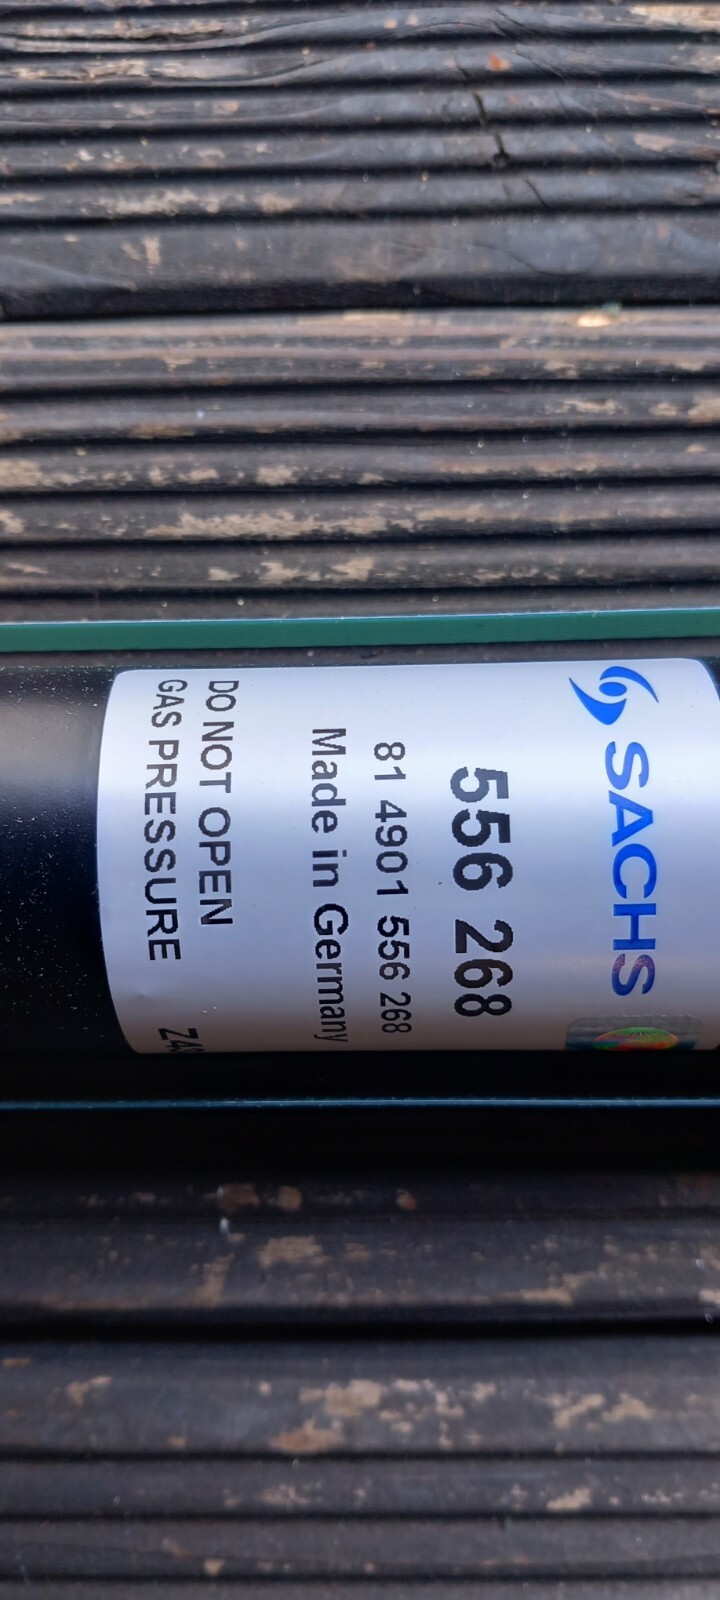 SACHS
556 268
81 4901 556 268
Made in Germany
DO NOT OPEN
GAS PRESSURE